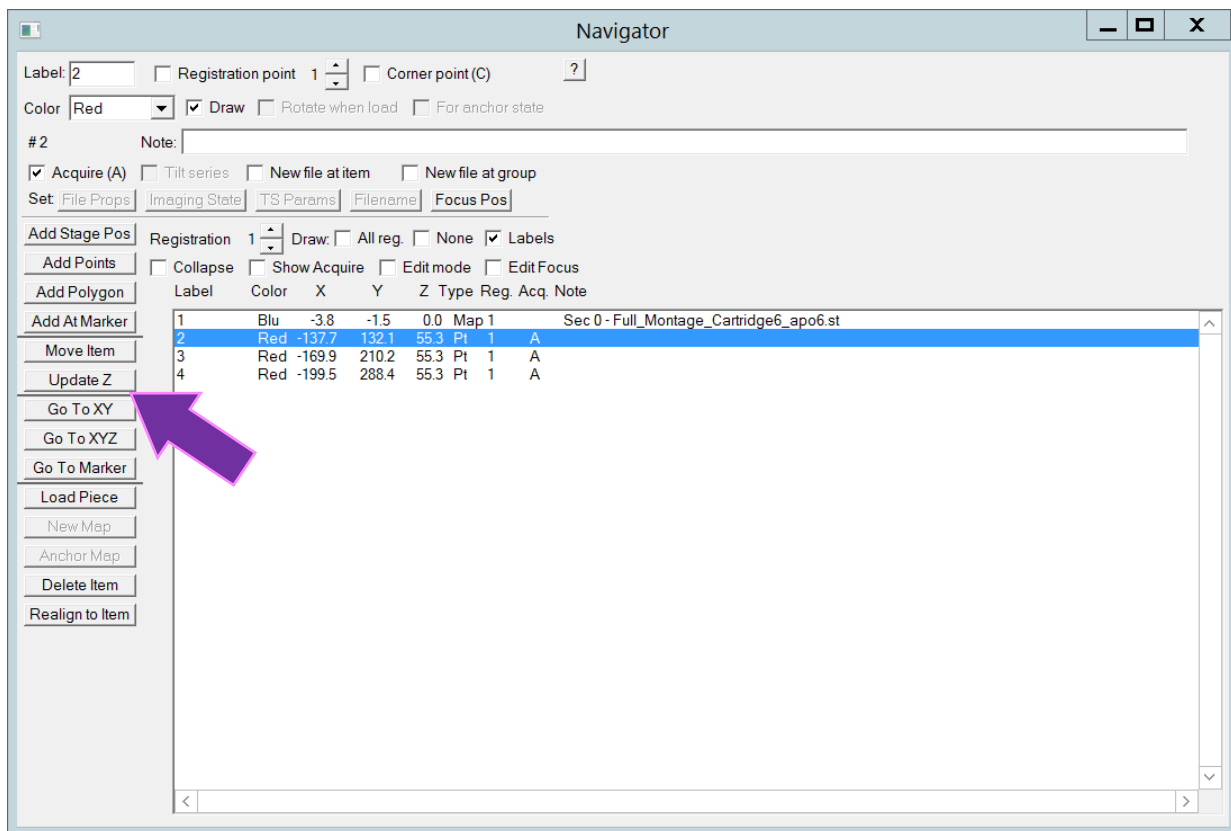 Navigator
Label: 2 Registration point 1 Corner point (C) ?
Color Red Draw Rotate when load For anchor state
# 2 Note:
Acquire (A) Tilt series New file at item New file at group
Set: File Props Imaging State TS Params Filename Focus Pos
Add Stage Pos Registration 1 Draw: All reg. None Labels
Add Points Collapse Show Acquire Edit mode Edit Focus
Add Polygon Label Color X Y Z Type Reg. Acq. Note
Add At Marker 1 Blu -3.8 -1.5 0.0 Map 1 Sec 0 - Full_Montage_Cartridge6_apo6.st
2 Red -137.7 132.1 55.3 Pt 1 A
Move Item 3 Red -169.9 210.2 55.3 Pt 1 A
Update Z 4 Red -199.5 288.4 55.3 Pt 1 A
Go To XY
Go To XYZ
Go To Marker
Load Piece
New Map
Anchor Map
Delete Item
Realign to Item